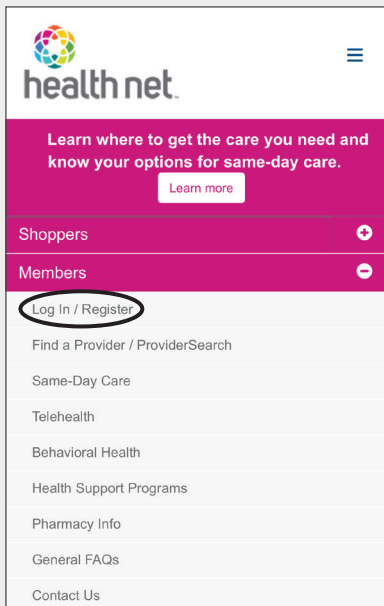 health net
Learn where to get the care you need and
know your options for same-day care.
Learn more
Shoppers
Members
Log In / Register
Find a Provider / ProviderSearch
Same-Day Care
Telehealth
Behavioral Health
Health Support Programs
Pharmacy Info
General FAQs
Contact Us